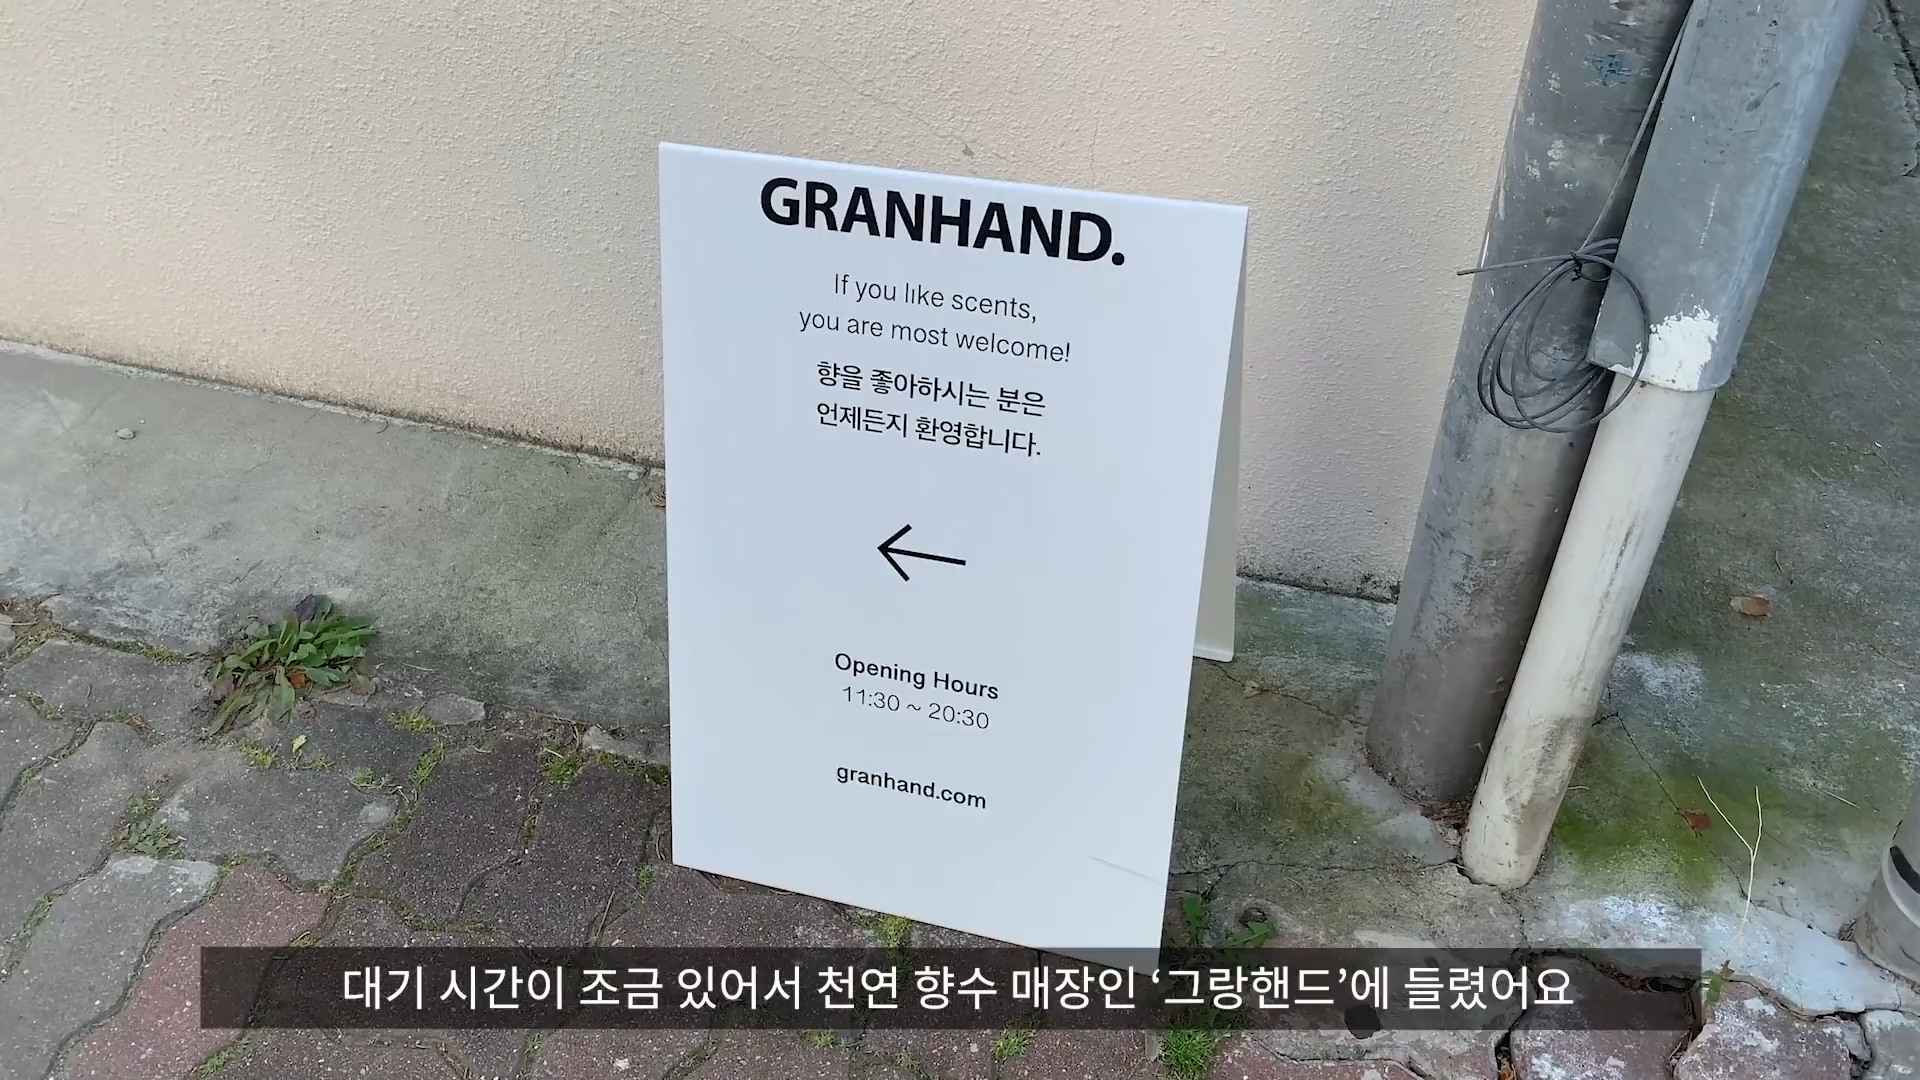 GRANHAND.
If you like scents,
you are most welcome!
향을 좋아하시는 분은
언제든지 환영합니다.
←
Opening Hours
11:30 ~ 20:30
granhand.com
대기 시간이 조금 있어서 천연 향수 매장인 ‘그랑핸드’에 들렸어요